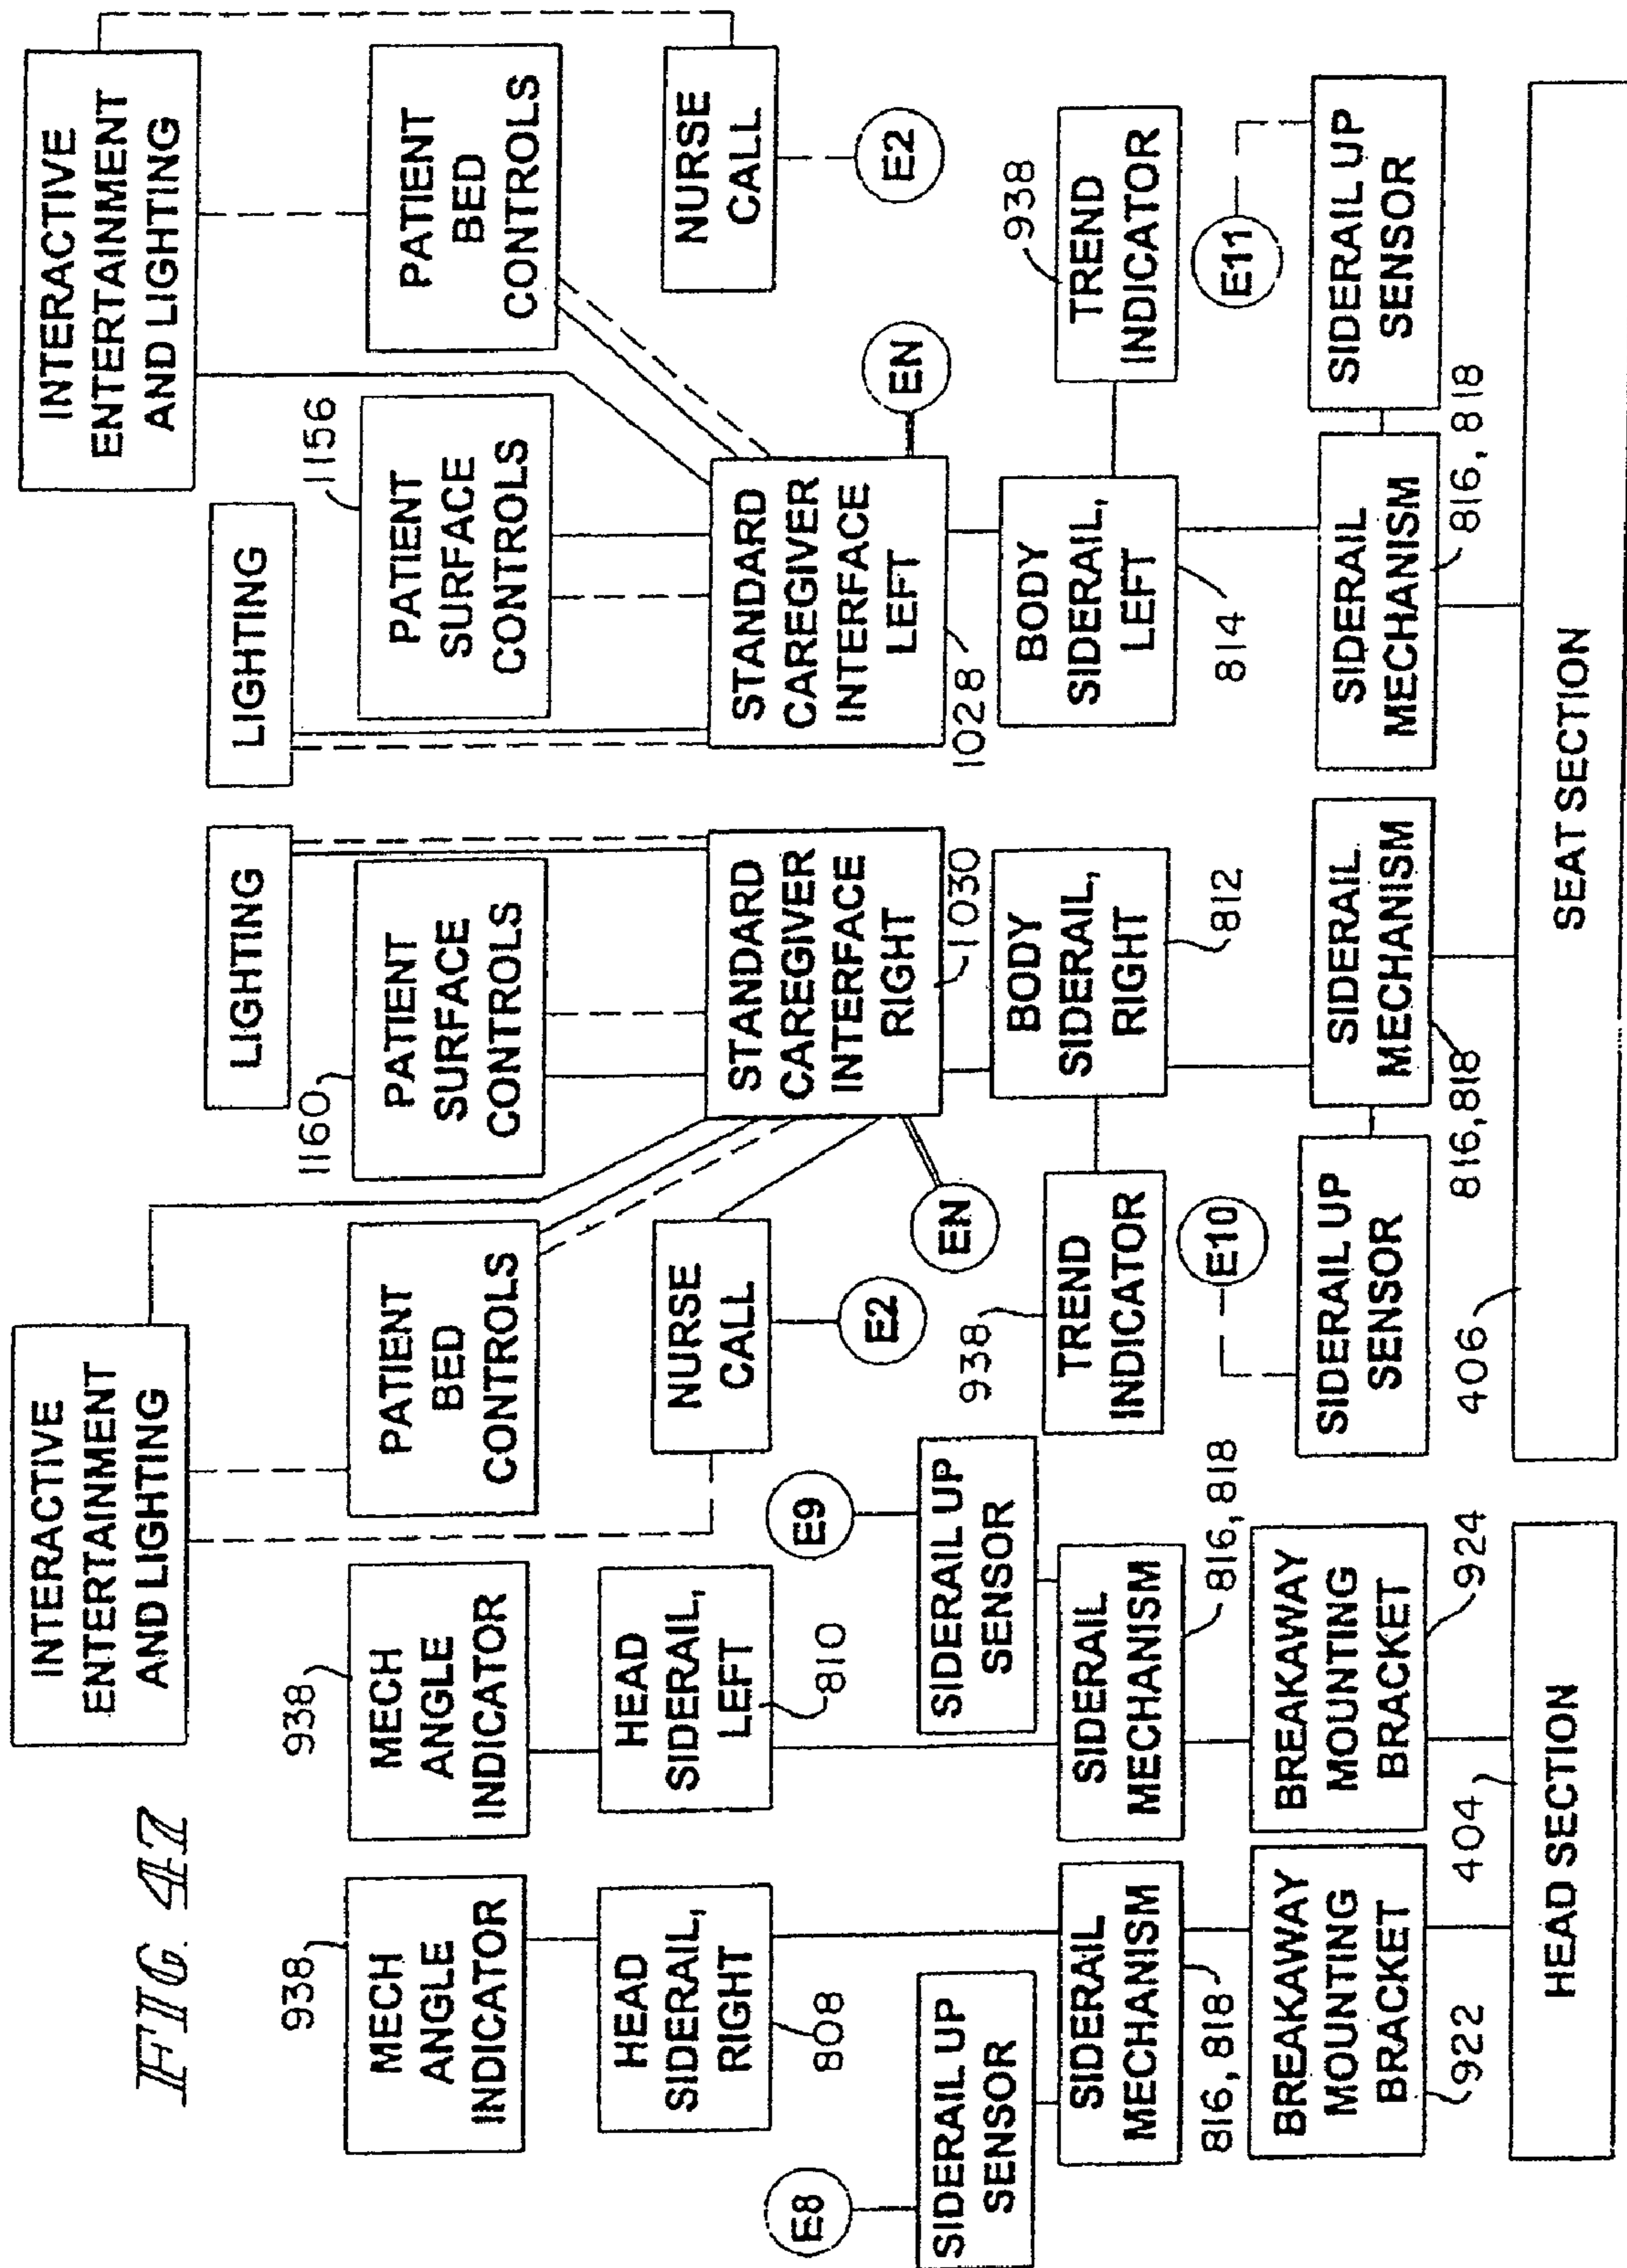 FIG. 47
INTERACTIVE
ENTERTAINMENT
AND LIGHTING
LIGHTING
LIGHTING
INTERACTIVE
ENTERTAINMENT
AND LIGHTING
938
MECH
ANGLE
INDICATOR
938
MECH
ANGLE
INDICATOR
PATIENT
BED
CONTROLS
1160
PATIENT
SURFACE
CONTROLS
1156
PATIENT
SURFACE
CONTROLS
PATIENT
BED
CONTROLS
HEAD
SIDERAIL,
RIGHT
808
HEAD
SIDERAIL,
LEFT
810
NURSE
CALL
E2
STANDARD
CAREGIVER
INTERFACE
RIGHT
1030
STANDARD
CAREGIVER
INTERFACE
LEFT
1028
NURSE
CALL
E2
EN
EN
E8
SIDERAIL UP
SENSOR
E9
SIDERAIL UP
SENSOR
938
TREND
INDICATOR
BODY
SIDERAIL,
RIGHT
812
BODY
SIDERAIL,
LEFT
814
938
TREND
INDICATOR
SIDERAIL
MECHANISM
816, 818
SIDERAIL
MECHANISM
816, 818
E10
SIDERAIL UP
SENSOR
SIDERAIL
MECHANISM
816, 818
SIDERAIL
MECHANISM
816, 818
E11
SIDERAIL UP
SENSOR
BREAKAWAY
MOUNTING
BRACKET
922
BREAKAWAY
MOUNTING
BRACKET
924
404
HEAD SECTION
406
SEAT SECTION